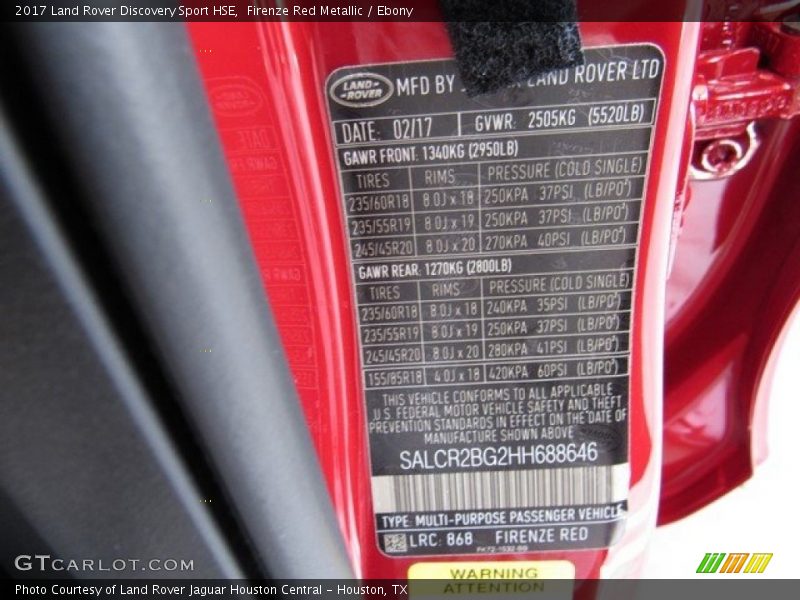 2017 Land Rover Discovery Sport HSE,  Firenze Red Metallic / Ebony
LAND-
-ROVER
MFD BY LAND ROVER LTD
DATE: 02/17 GVWR: 2505KG (5520LB)
GAWR FRONT: 1340KG (2950LB)
TIRES RIMS PRESSURE (COLD SINGLE)
235/60R18 8.0J x 18 250KPA 37PSI (LB/PO²)
235/55R19 8.0J x 19 250KPA 37PSI (LB/PO²)
245/45R20 8.0J x 20 270KPA 40PSI (LB/PO²)
GAWR REAR: 1270KG (2800LB)
TIRES RIMS PRESSURE (COLD SINGLE)
235/60R18 8.0J x 18 240KPA 35PSI (LB/PO²)
235/55R19 8.0J x 19 250KPA 37PSI (LB/PO²)
245/45R20 8.0J x 20 280KPA 41PSI (LB/PO²)
155/85R18 4.0J x 18 420KPA 60PSI (LB/PO²)
THIS VEHICLE CONFORMS TO ALL APPLICABLE
U.S. FEDERAL MOTOR VEHICLE SAFETY AND THEFT
PREVENTION STANDARDS IN EFFECT ON THE DATE OF
MANUFACTURE SHOWN ABOVE
SALCR2BG2HH688646
TYPE: MULTI-PURPOSE PASSENGER VEHICLE
LRC: 868 FIRENZE RED
WARNING
ATTENTION
GTCARLOT.COM
Photo Courtesy of Land Rover Jaguar Houston Central - Houston, TX